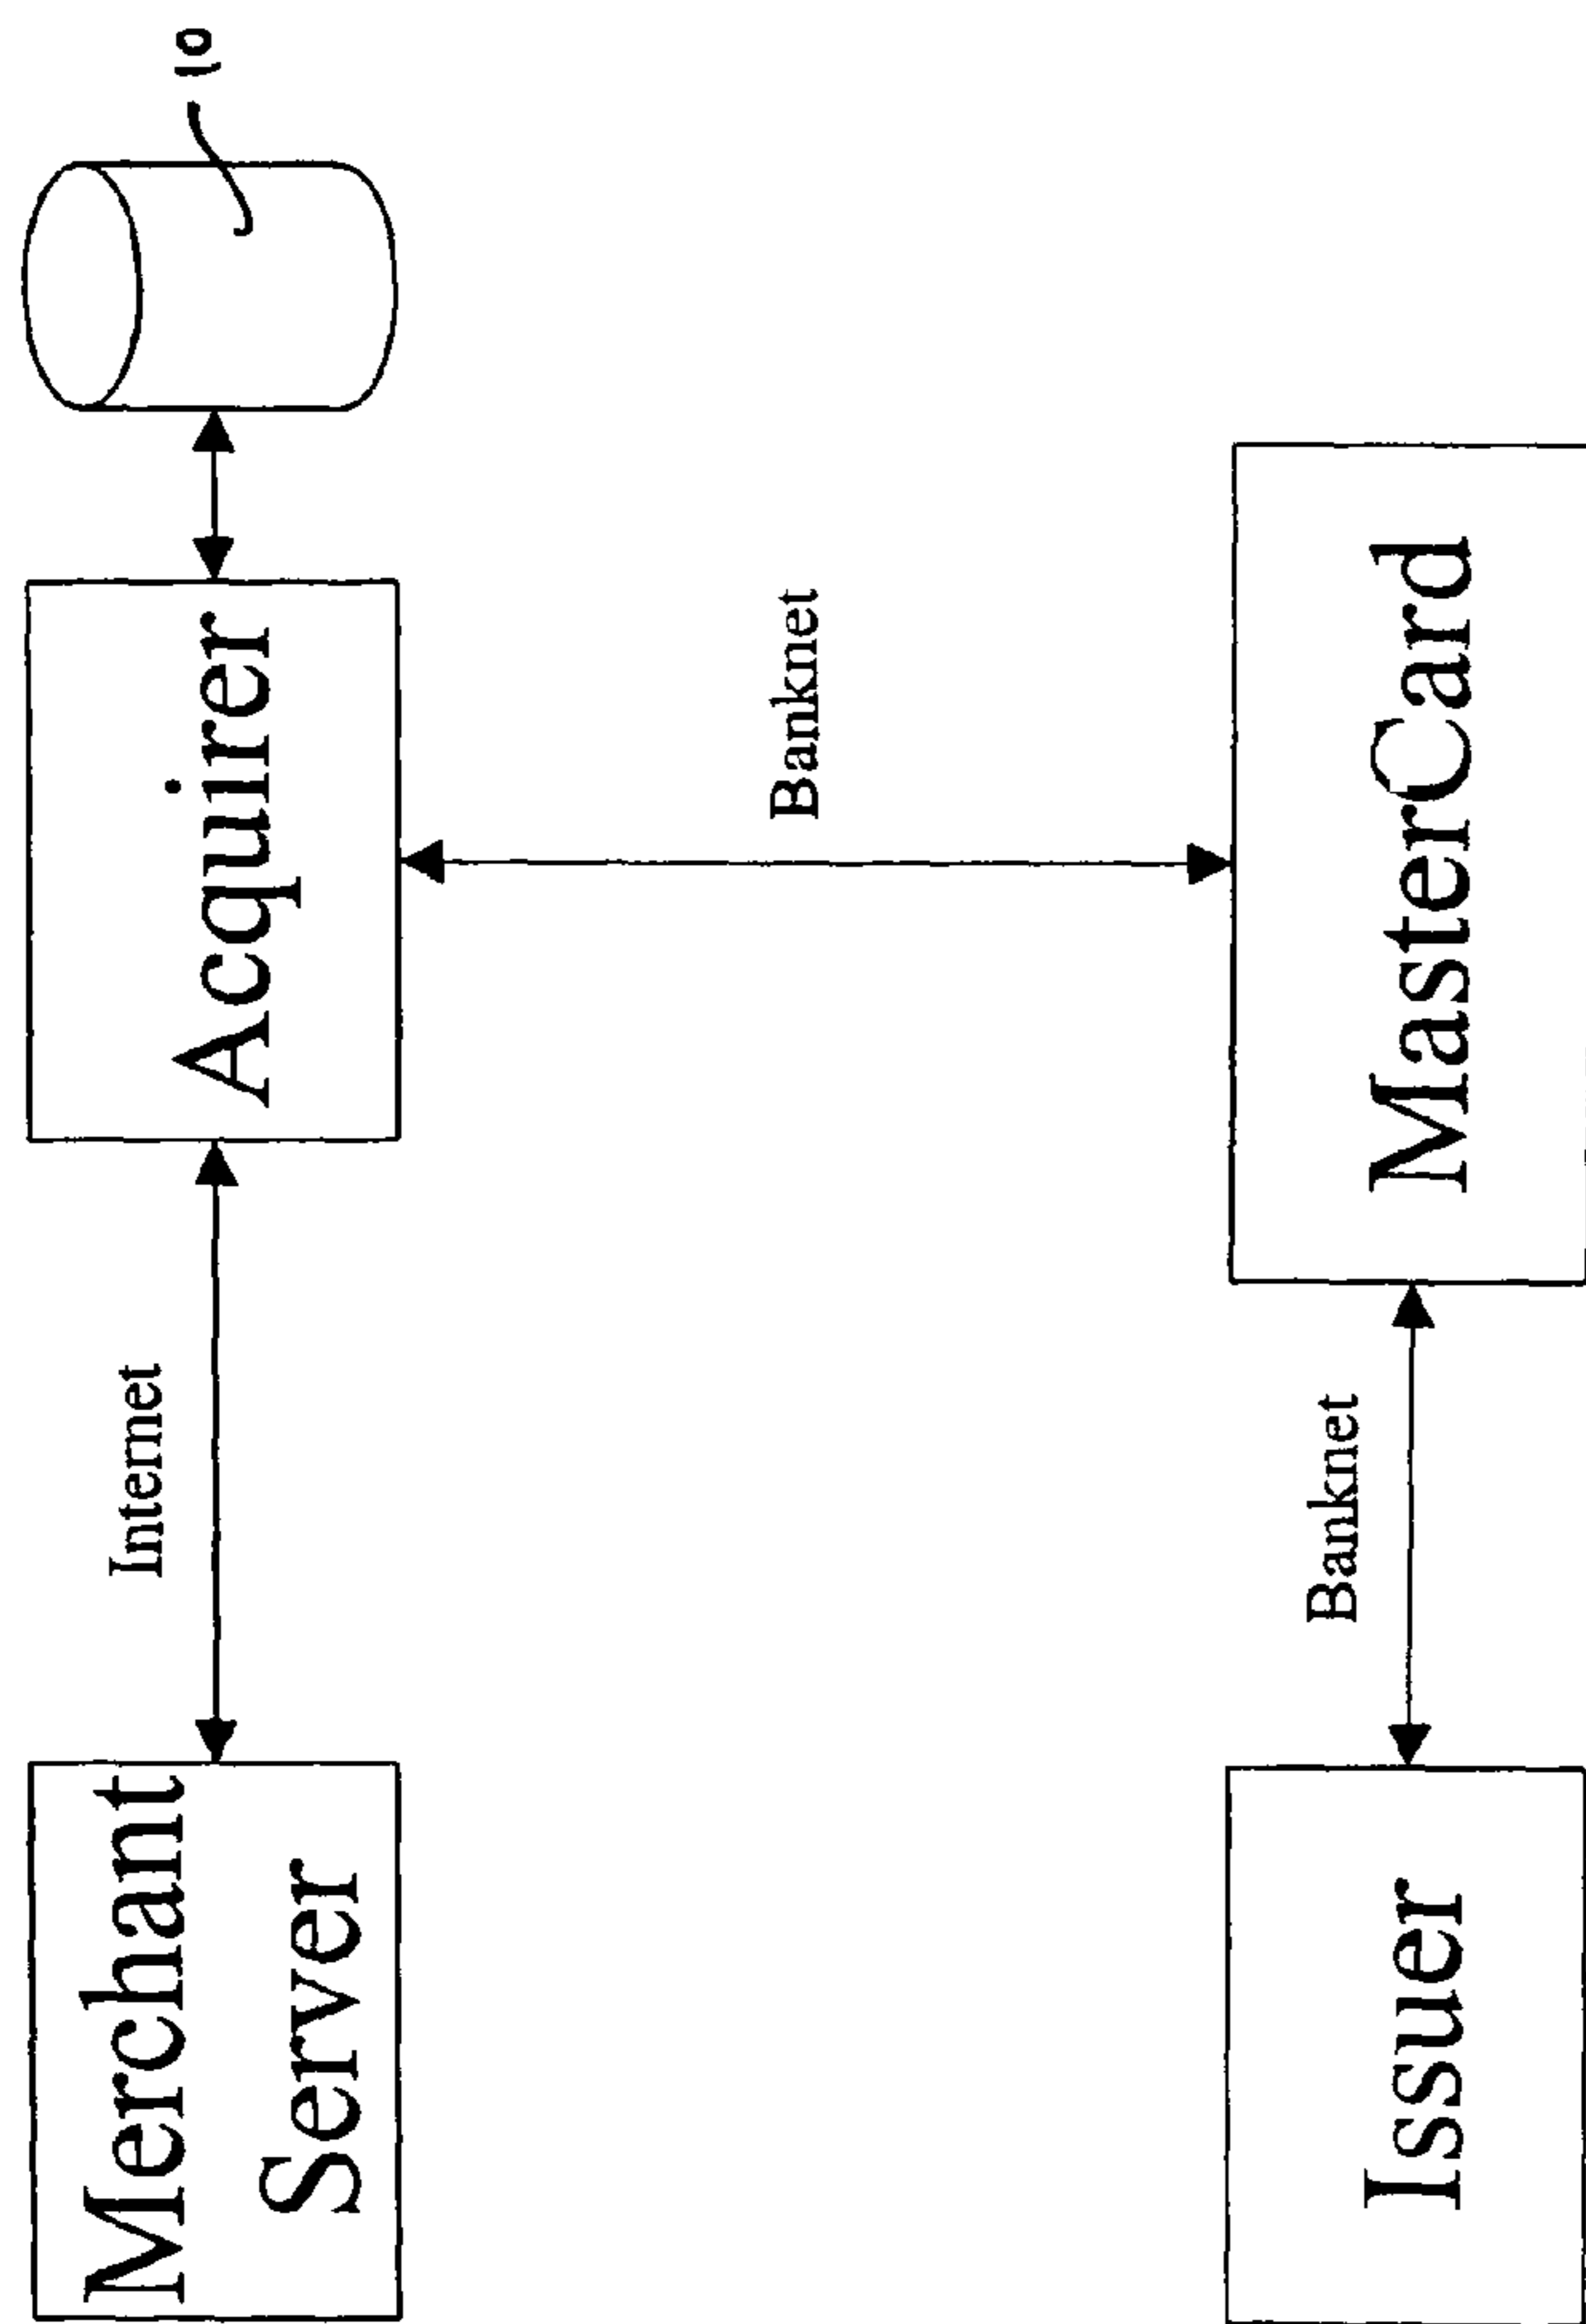 Merchant
Server
Internet
Acquirer
10
Banknet
Issuer
Banknet
MasterCard